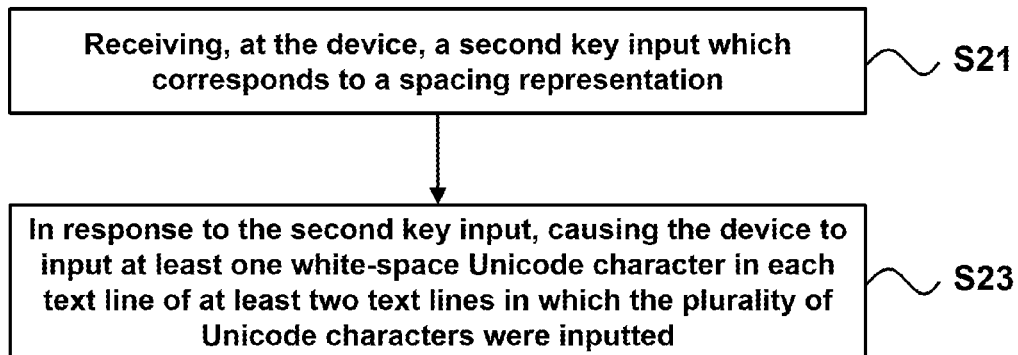 Receiving, at the device, a second key input which
corresponds to a spacing representation
S21
In response to the second key input, causing the device to
input at least one white-space Unicode character in each
text line of at least two text lines in which the plurality of
Unicode characters were inputted
S23